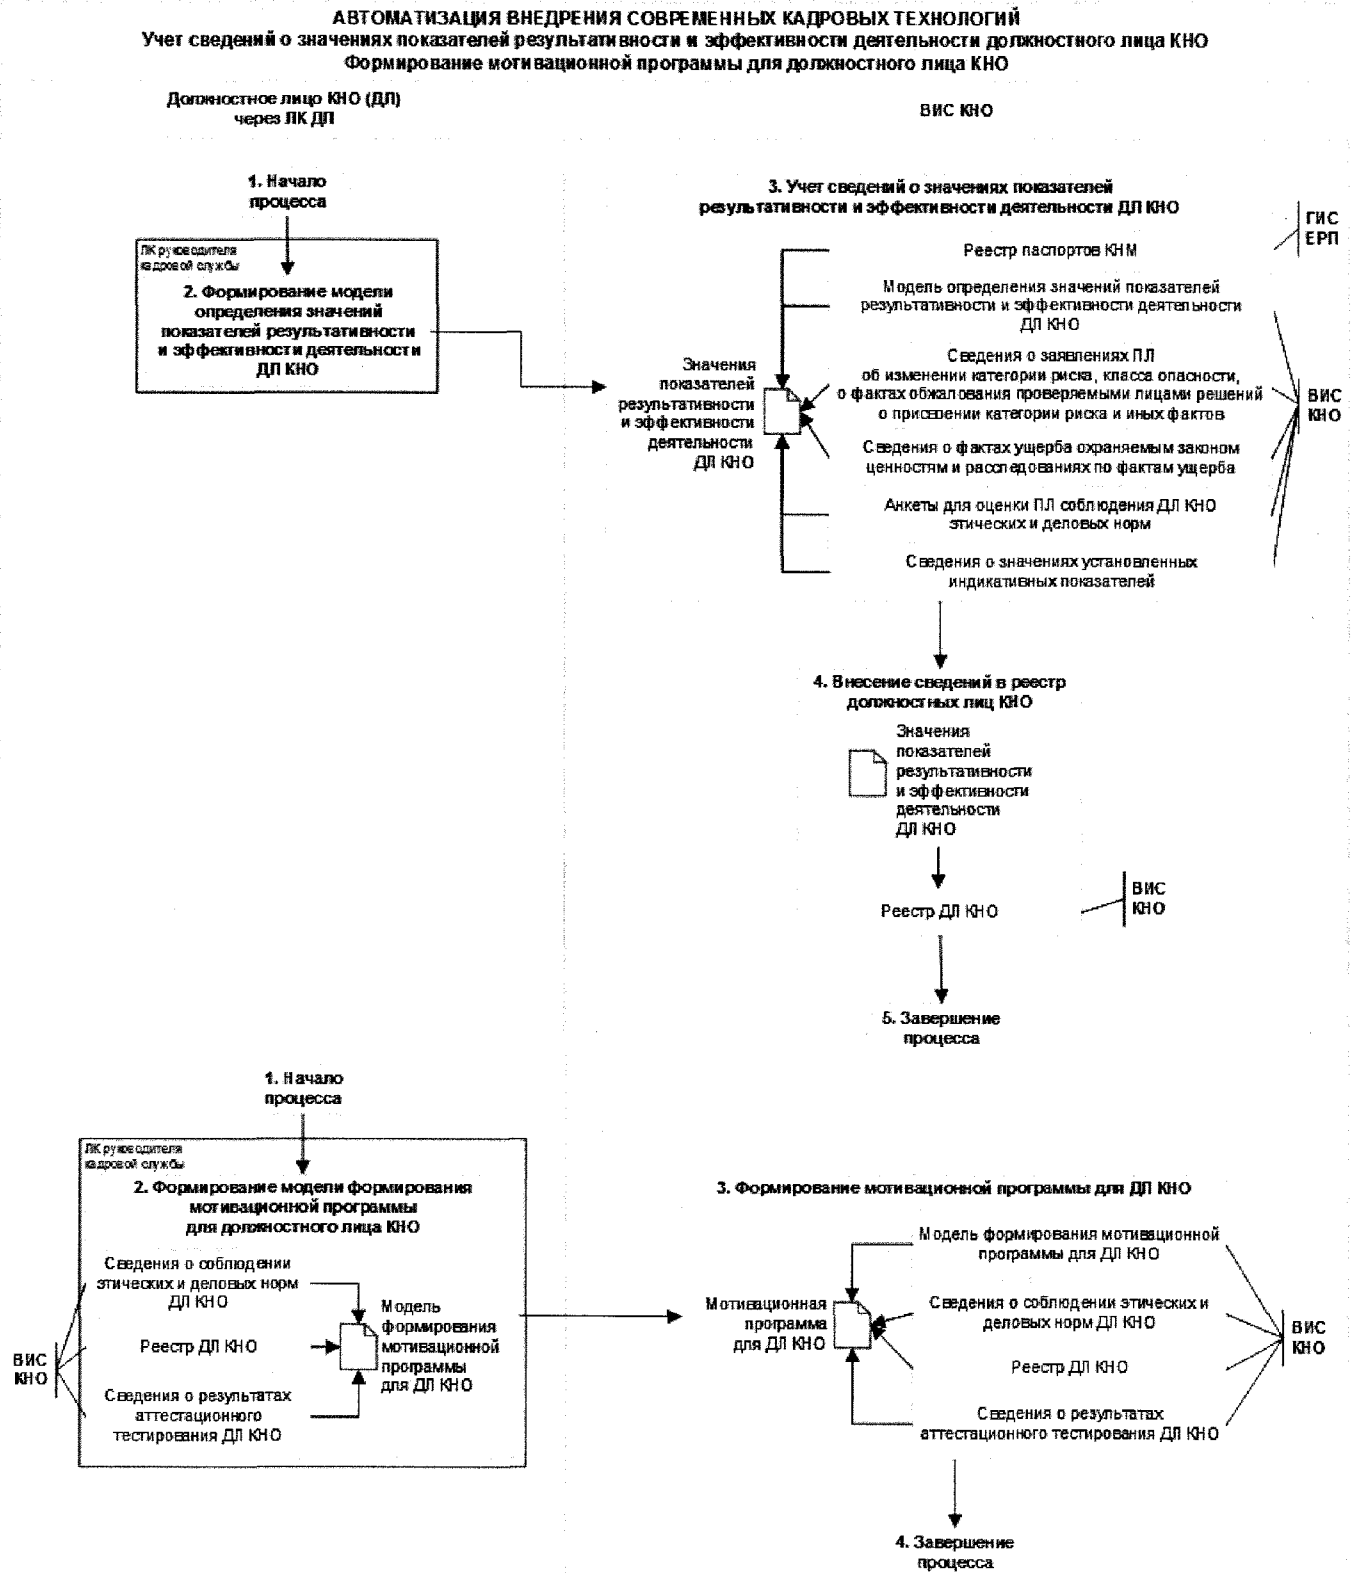 АВТОМАТИЗАЦИЯ ВНЕДРЕНИЯ СОВРЕМЕННЫХ КАДРОВЫХ ТЕХНОЛОГИЙ
Учет сведений о значениях показателей результативности и эффективности деятельности должностного лица КНО
Формирование мотивационной программы для должностного лица КНО
Должностное лицо КНО (ДЛ)
через ЛК ДЛ
ВИС КНО
1. Начало
процесса
ЛК руководителя
кадровой службы
2. Формирование модели
определения значений
показателей результативности
и эффективности деятельности
ДЛ КНО
3. Учет сведений о значениях показателей
результативности и эффективности деятельности ДЛ КНО
Реестр паспортов КНМ
ГИС
ЕРП
Модель определения значений показателей
результативности и эффективности деятельности
ДЛ КНО
Сведения о заявлениях ПЛ
об изменении категории риска, класса опасности,
о фактах обжалования проверяемыми лицами решений
о присвоении категории риска и иных фактов
Сведения о фактах ущерба охраняемым законом
ценностям и расследованиях по фактам ущерба
Анкеты для оценки ПЛ соблюдения ДЛ КНО
этических и деловых норм
Сведения о значениях установленных
индикативных показателей
ВИС
КНО
Значения
показателей
результативности
и эффективности
деятельности
ДЛ КНО
4. Внесение сведений в реестр
должностных лиц КНО
Значения
показателей
результативности
и эффективности
деятельности
ДЛ КНО
Реестр ДЛ КНО
ВИС
КНО
5. Завершение
процесса
1. Начало
процесса
ЛК руководителя
кадровой службы
2. Формирование модели формирования
мотивационной программы
для должностного лица КНО
Сведения о соблюдении
этических и деловых норм
ДЛ КНО
Реестр ДЛ КНО
Сведения о результатах
аттестационного
тестирования ДЛ КНО
ВИС
КНО
Модель
формирования
мотивационной
программы
для ДЛ КНО
3. Формирование мотивационной программы для ДЛ КНО
Модель формирования мотивационной
программы для ДЛ КНО
Сведения о соблюдении этических и
деловых норм ДЛ КНО
Реестр ДЛ КНО
Сведения о результатах
аттестационного тестирования ДЛ КНО
Мотивационная
программа
для ДЛ КНО
ВИС
КНО
4. Завершение
процесса